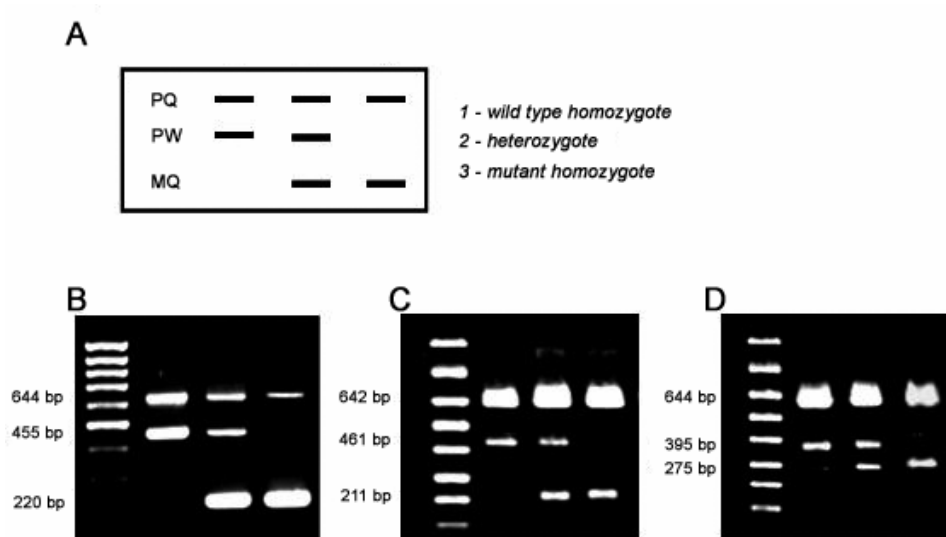 A
PQ
PW
MQ
1 - wild type homozygote
2 - heterozygote
3 - mutant homozygote
B
644 bp
455 bp
220 bp
C
642 bp
461 bp
211 bp
D
644 bp
395 bp
275 bp